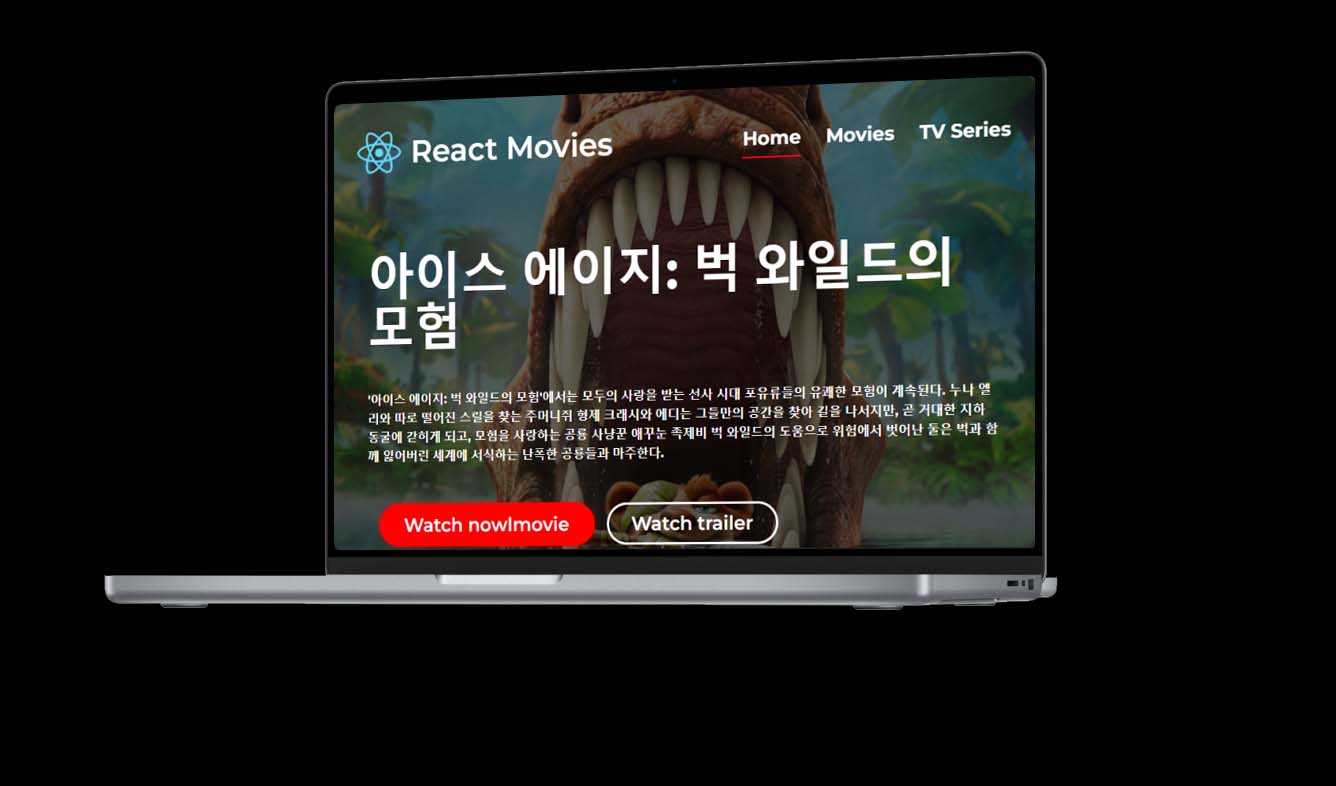 React Movies
Home
Movies
TV Series
아이스 에이지: 벅 와일드의
모험
'아이스 에이지: 벅 와일드의 모험'에서는 모두의 사랑을 받는 선사 시대 포유류들의 유쾌한 모험이 계속된다. 누나 엘
리와 따로 떨어진 스릴을 찾는 주머니쥐 형제 크래시와 에디는 그들만의 공간을 찾아 길을 나서지만, 곧 거대한 지하
동굴에 갇히게 되고, 모험을 사랑하는 공룡 사냥꾼 애꾸눈 족제비 벅 와일드의 도움으로 위험에서 벗어난 둘은 벅과 함
께 잃어버린 세계에 서식하는 난폭한 공룡들과 마주한다.
Watch nowlmovie
Watch trailer